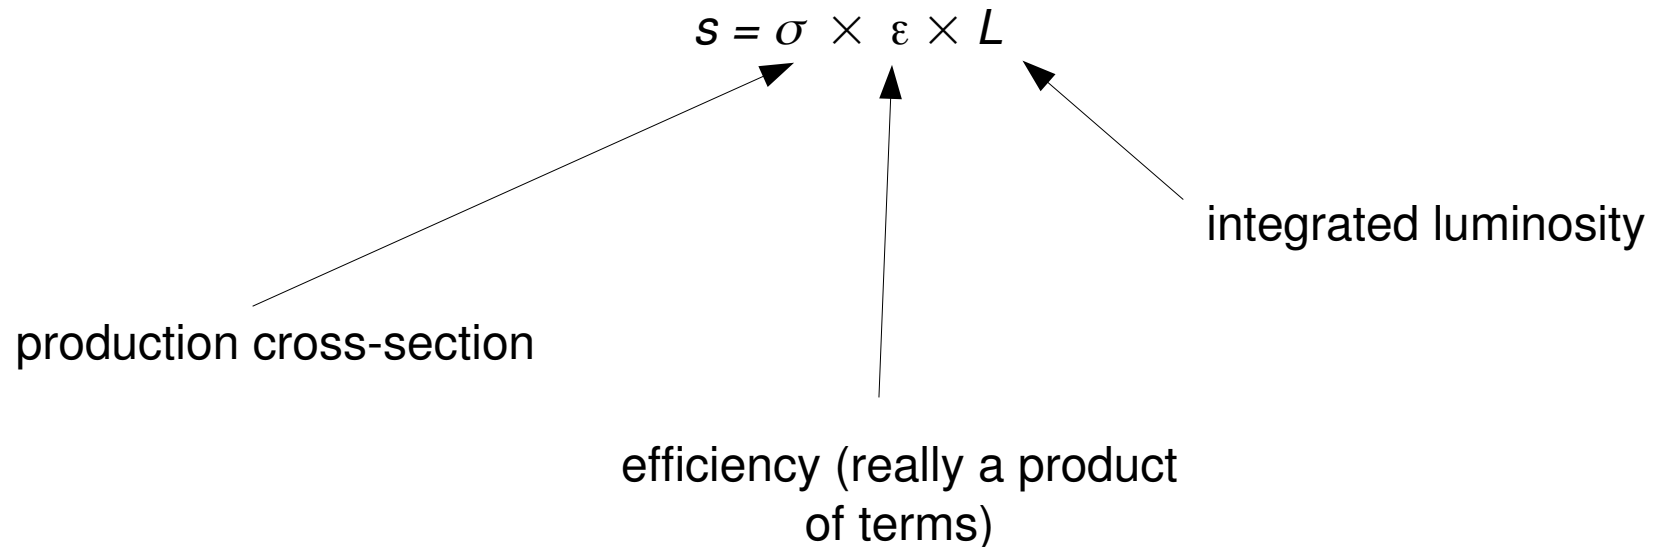 s = σ × ε × L
integrated luminosity
production cross-section
efficiency (really a product
of terms)